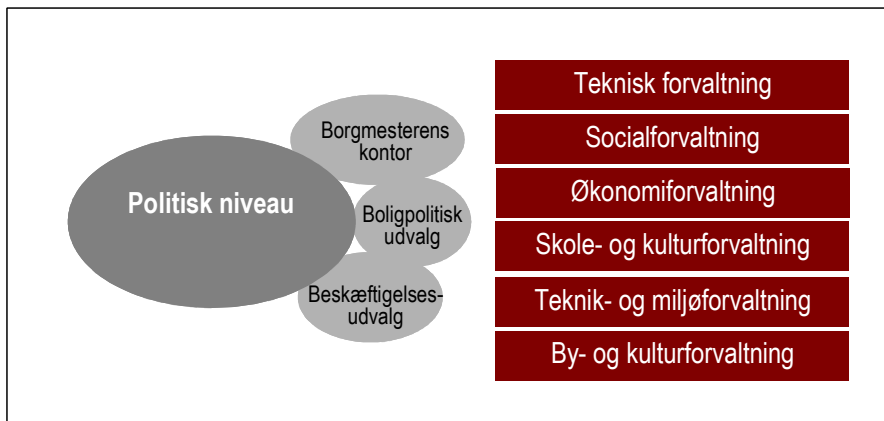 Politisk niveau
Borgmesterens
kontor
Boligpolitisk
udvalg
Beskæftigelses-
udvalg
Teknisk forvaltning
Socialforvaltning
Økonomiforvaltning
Skole- og kulturforvaltning
Teknik- og miljøforvaltning
By- og kulturforvaltning